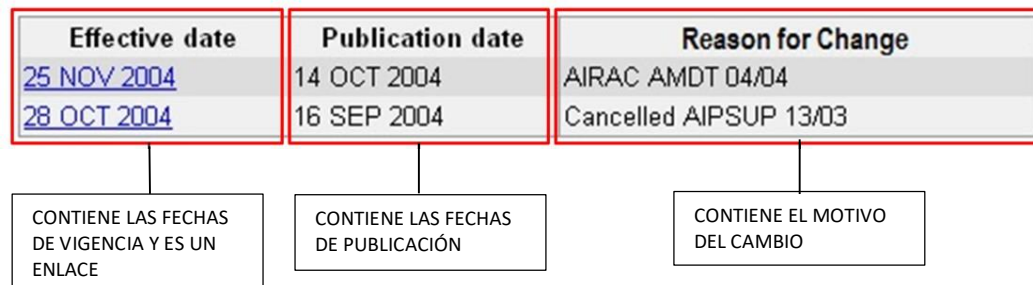 Effective date Publication date Reason for Change
25 NOV 2004 14 OCT 2004 AIRAC AMDT 04/04
28 OCT 2004 16 SEP 2004 Cancelled AIPSUP 13/03
CONTIENE LAS FECHAS
DE VIGENCIA Y ES UN
ENLACE
CONTIENE LAS FECHAS
DE PUBLICACIÓN
CONTIENE EL MOTIVO
DEL CAMBIO